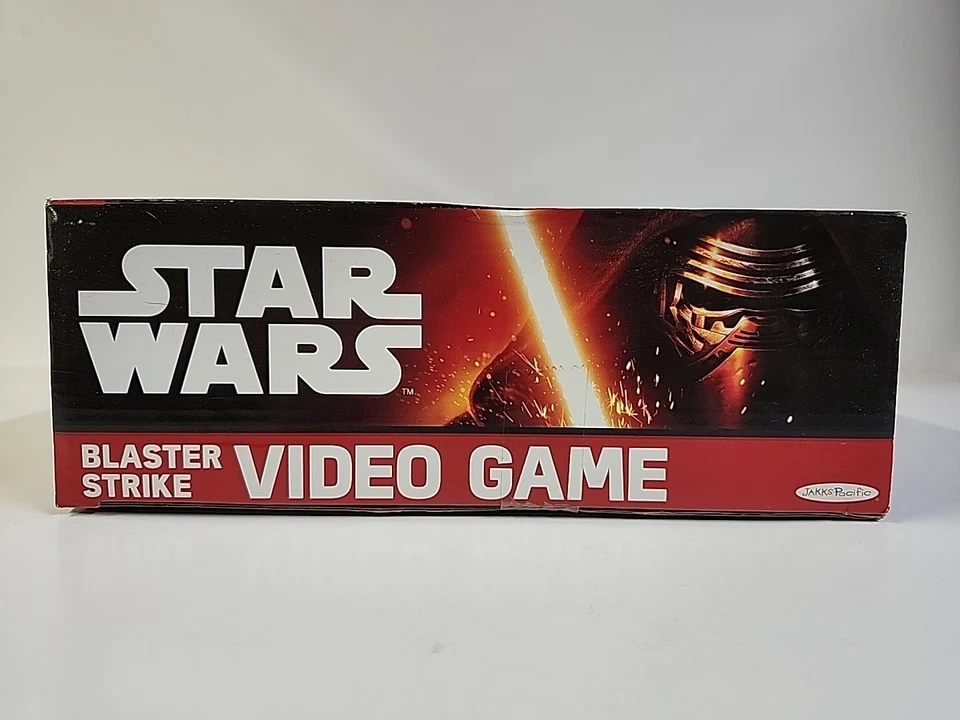 STAR
WARS
TM
BLASTER
STRIKE
VIDEO GAME
JAKKS Pacific